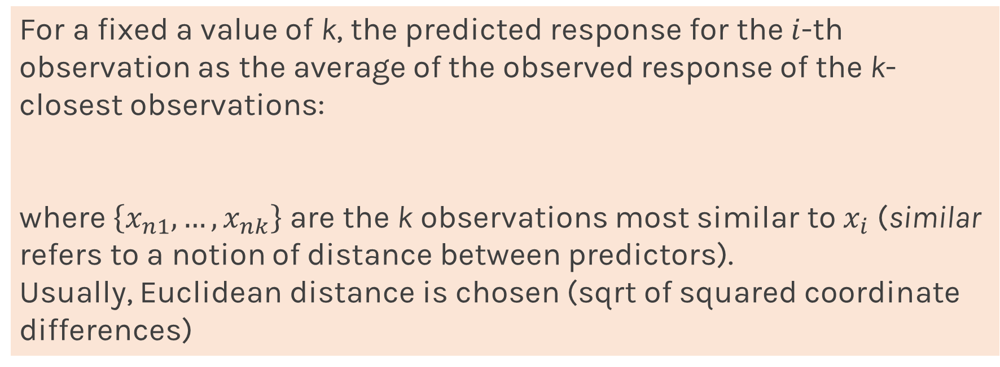 For a fixed a value of k, the predicted response for the i-th
observation as the average of the observed response of the k-
closest observations:
where {x_{n1}, … , x_{nk}} are the k observations most similar to x_i (similar
refers to a notion of distance between predictors).
Usually, Euclidean distance is chosen (sqrt of squared coordinate
differences)